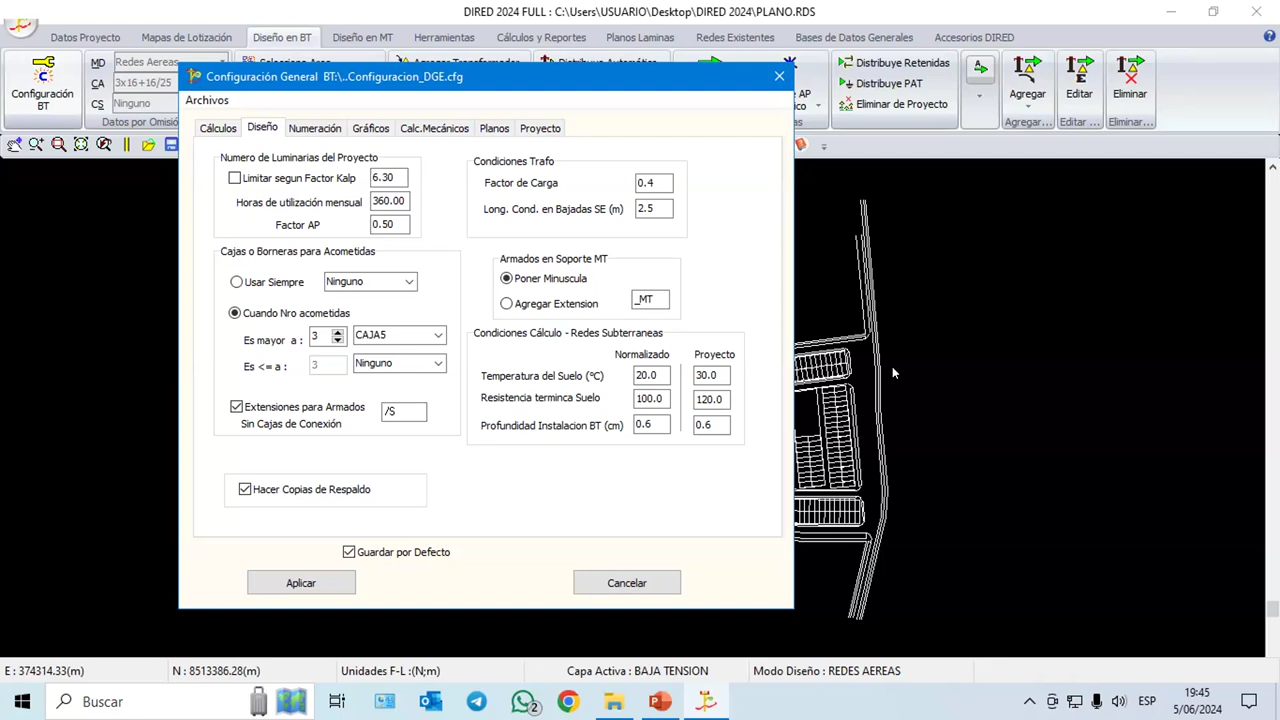 DIRED 2024 FULL : C:\Users\USUARIO\Desktop\DIRED 2024\PLANO.RDS
Datos Proyecto Mapas de Lotización Diseño en BT Diseño en MT Herramientas Cálculos y Reportes Planos Laminas Redes Existentes Bases de Datos Generales Accesorios DIRED
Configuración BT
MD Redes Aereas
CA 3x16+16/25
CS Ninguno
Datos por Omisió
Distribuye Retenidas
Distribuye PAT
Eliminar de Proyecto
Agregar Editar Eliminar
Agregar... Editar ... Eliminar...
Configuración General BT:\..Configuracion_DGE.cfg
Archivos
Cálculos Diseño Numeración Gráficos Calc.Mecánicos Planos Proyecto
Numero de Luminarias del Proyecto
Limitar segun Factor Kalp 6.30
Horas de utilización mensual 360.00
Factor AP 0.50
Condiciones Trafo
Factor de Carga 0.4
Long. Cond. en Bajadas SE (m) 2.5
Cajas o Borneras para Acometidas
Usar Siempre Ninguno
Cuando Nro acometidas
Es mayor a : 3 CAJA5
Es <= a : 3 Ninguno
Extensiones para Armados /S
Sin Cajas de Conexión
Armados en Soporte MT
Poner Minuscula
Agregar Extension _MT
Condiciones Cálculo - Redes Subterraneas
Normalizado Proyecto
Temperatura del Suelo (°C) 20.0 30.0
Resistencia terminca Suelo 100.0 120.0
Profundidad Instalacion BT (cm) 0.6 0.6
Hacer Copias de Respaldo
Guardar por Defecto
Aplicar Cancelar
E : 374314.33(m) N : 8513386.28(m) Unidades F-L :(N;m) Capa Activa : BAJA TENSION Modo Diseño : REDES AEREAS
Buscar
2
ESP
19:45
5/06/2024